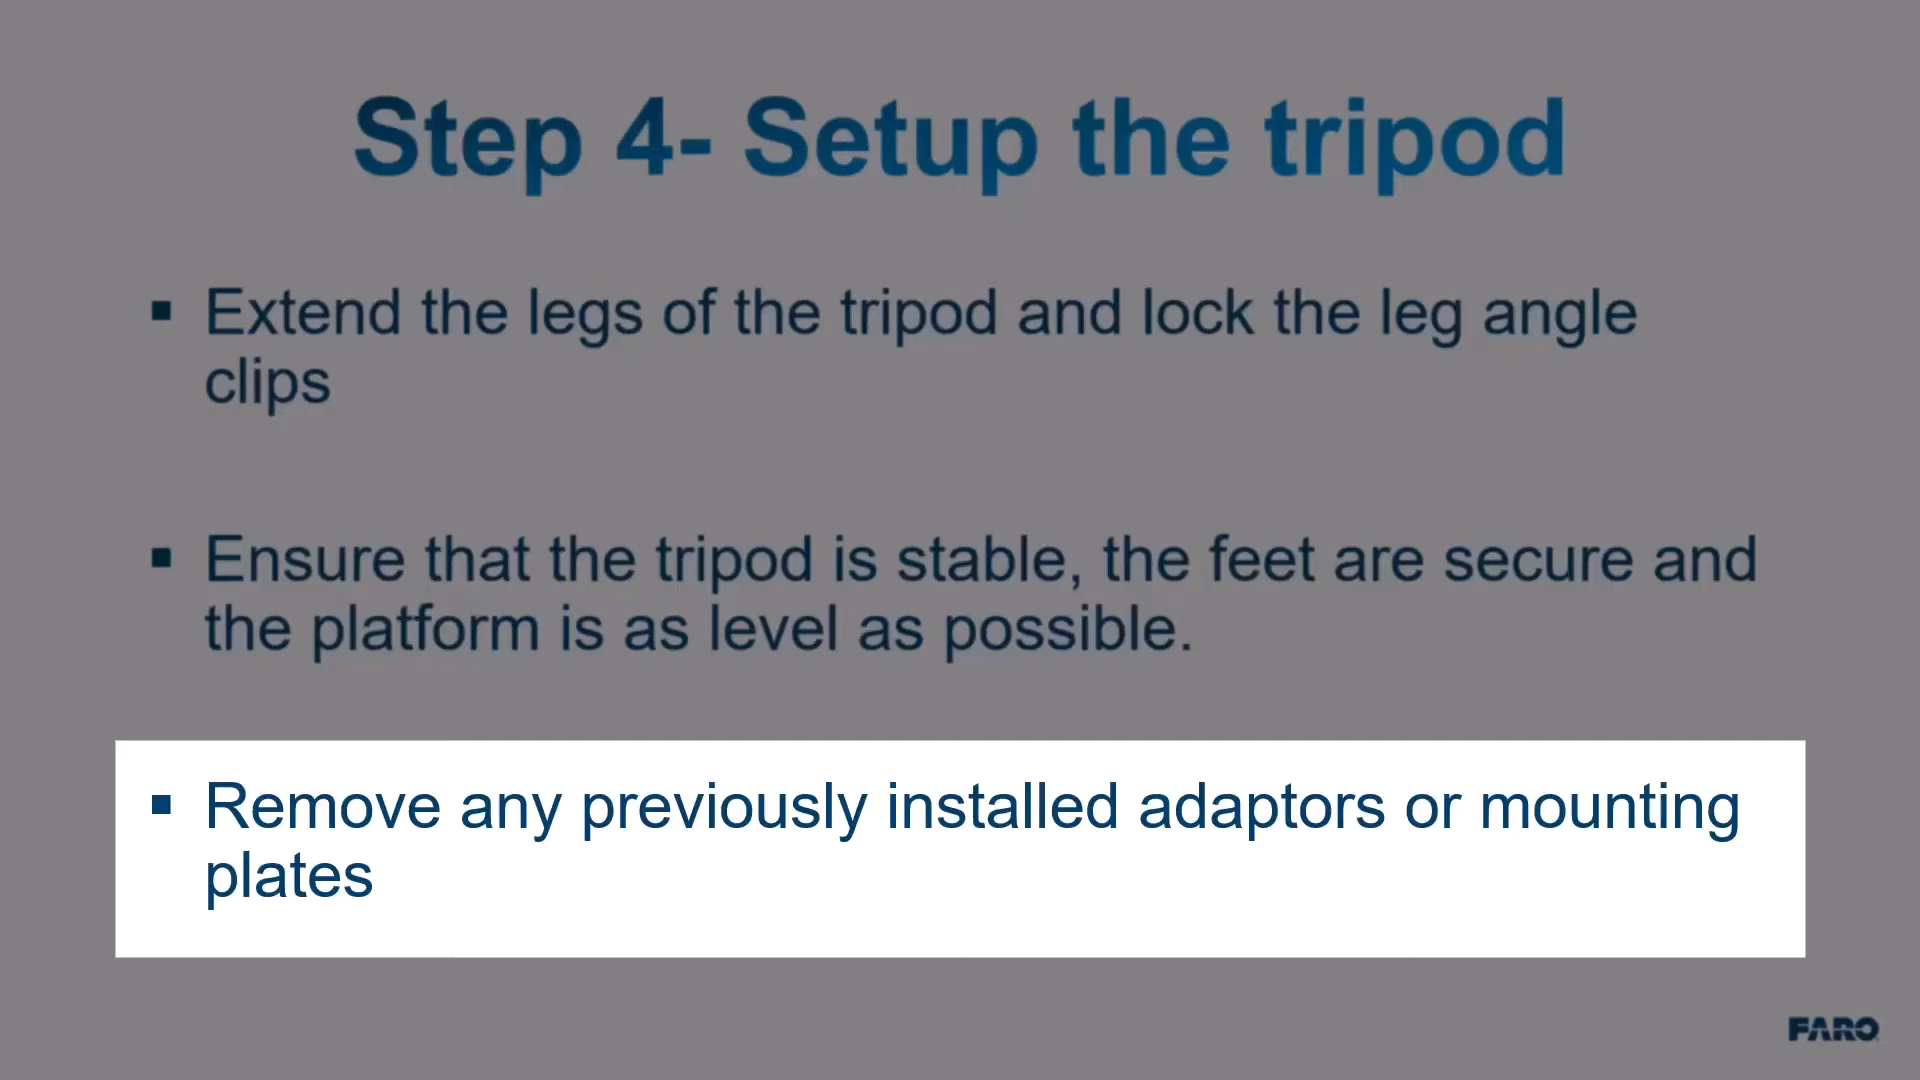 Step 4- Setup the tripod
▪ Extend the legs of the tripod and lock the leg angle
clips
▪ Ensure that the tripod is stable, the feet are secure and
the platform is as level as possible.
▪ Remove any previously installed adaptors or mounting
plates
FARO